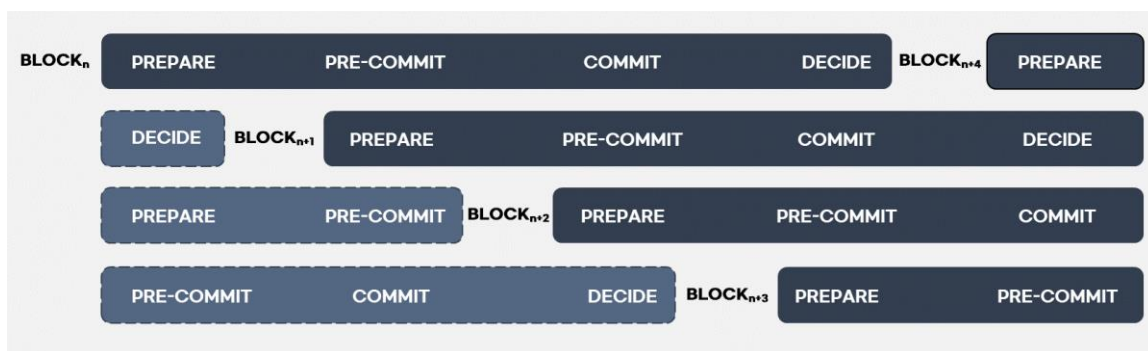 BLOCKₙ PREPARE PRE-COMMIT COMMIT DECIDE BLOCKₙ₊₄ PREPARE
DECIDE BLOCKₙ₊₁ PREPARE PRE-COMMIT COMMIT DECIDE
PREPARE PRE-COMMIT BLOCKₙ₊₂ PREPARE PRE-COMMIT COMMIT
PRE-COMMIT COMMIT DECIDE BLOCKₙ₊₃ PREPARE PRE-COMMIT